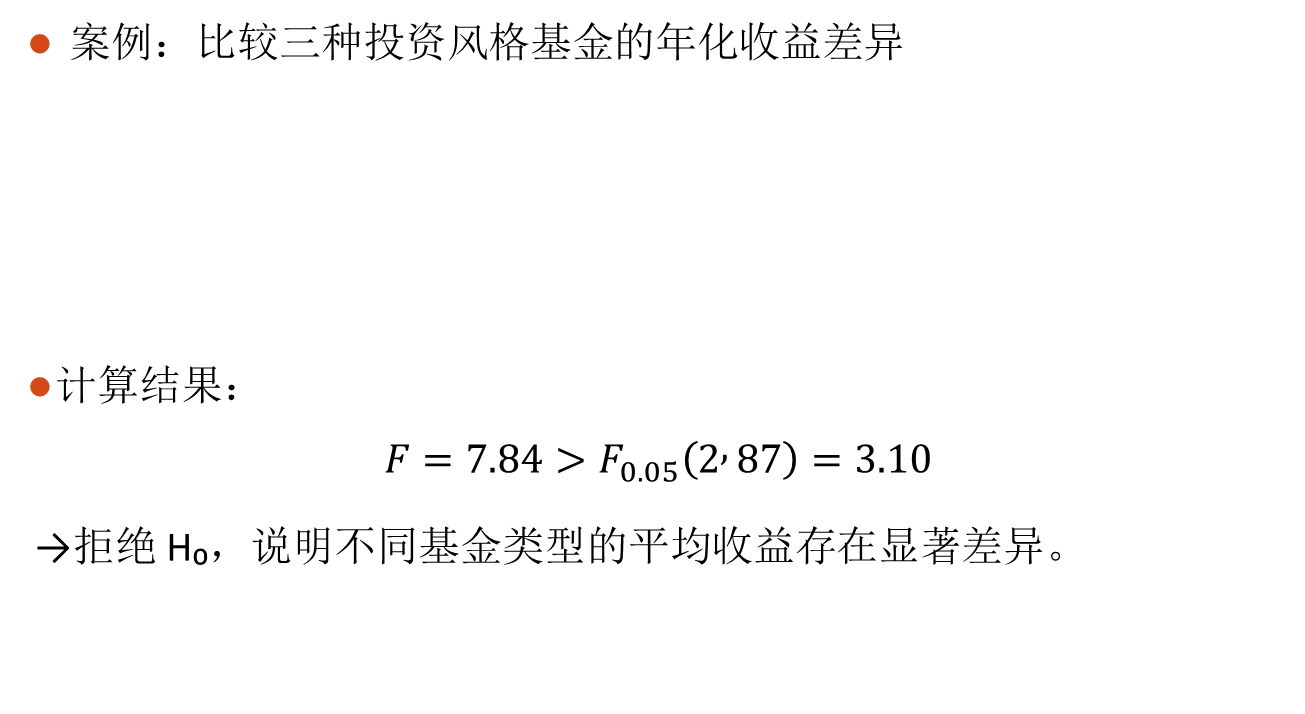 ● 案例：比较三种投资风格基金的年化收益差异
●计算结果：
F = 7.84 > F₀.₀₅(2，87) = 3.10
→拒绝 H₀，说明不同基金类型的平均收益存在显著差异。